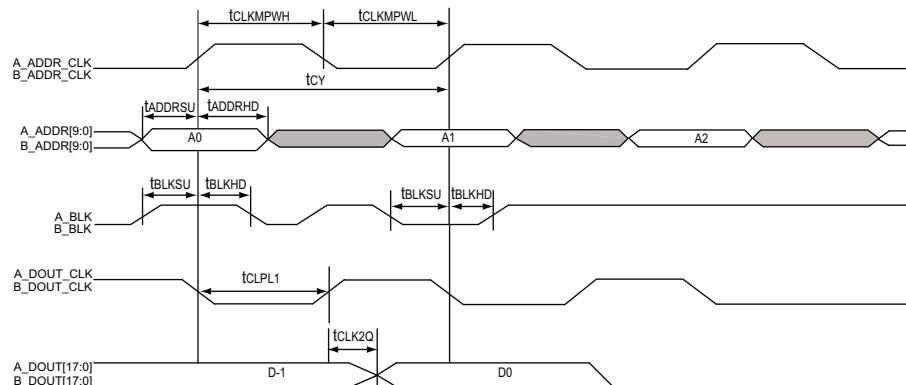 tCLKMPWH tCLKMPWL
A_ADDR_CLK
B_ADDR_CLK
tCY
tADDRSU tADDRHD
A_ADDR[9:0]
B_ADDR[9:0]
A0 A1 A2
tBLKSU tBLKHD tBLKSU tBLKHD
A_BLK
B_BLK
A_DOUT_CLK
B_DOUT_CLK
tCLPL1
tCLK2Q
A_DOUT[17:0]
B_DOUT[17:0]
D-1 D0